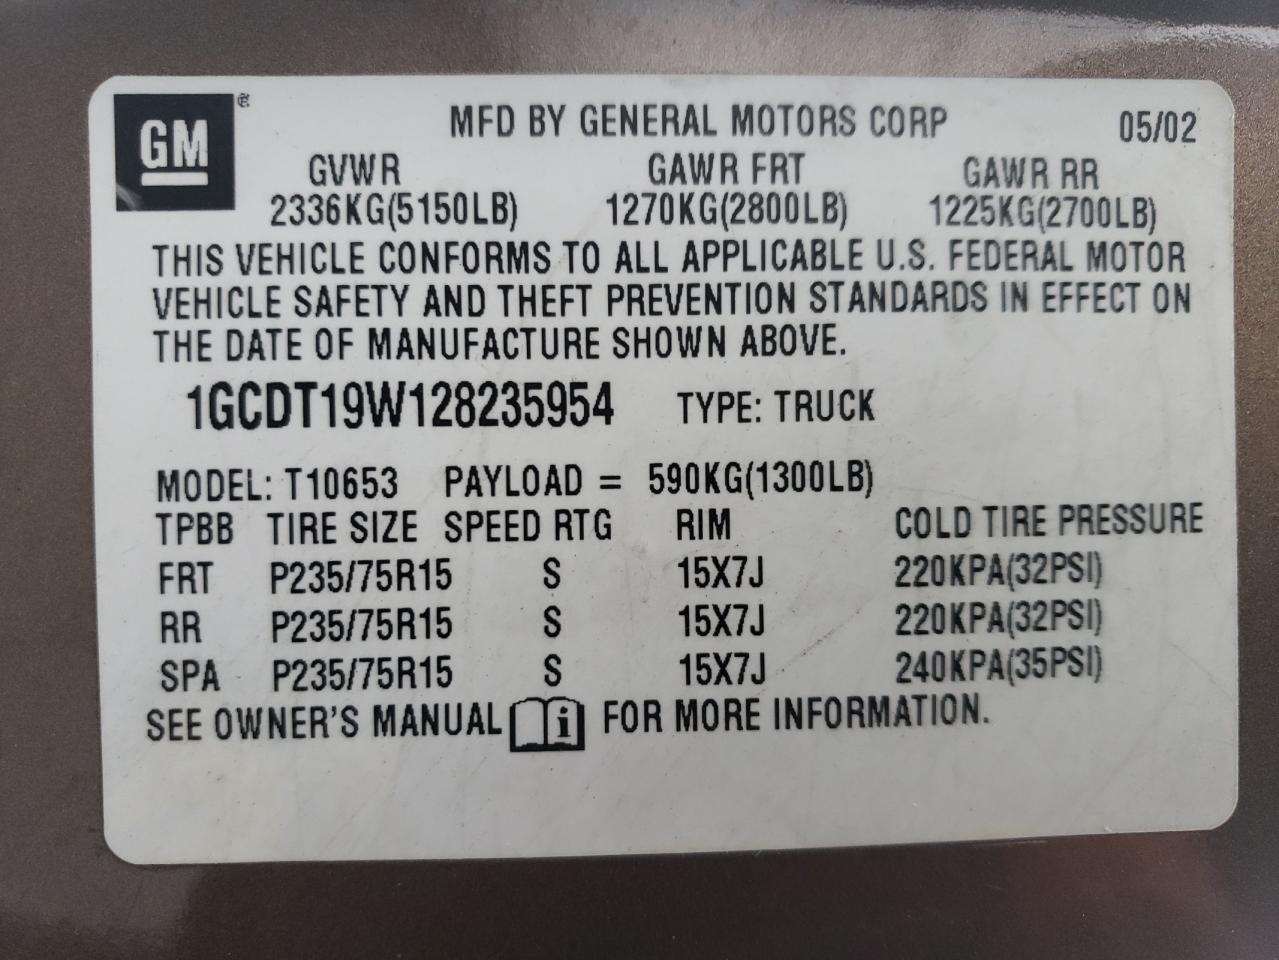 GM® MFD BY GENERAL MOTORS CORP 05/02
GVWR GAWR FRT GAWR RR
2336KG(5150LB) 1270KG(2800LB) 1225KG(2700LB)
THIS VEHICLE CONFORMS TO ALL APPLICABLE U.S. FEDERAL MOTOR
VEHICLE SAFETY AND THEFT PREVENTION STANDARDS IN EFFECT ON
THE DATE OF MANUFACTURE SHOWN ABOVE.
1GCDT19W128235954 TYPE: TRUCK
MODEL: T10653 PAYLOAD = 590KG(1300LB)
TPBB TIRE SIZE SPEED RTG RIM COLD TIRE PRESSURE
FRT P235/75R15 S 15X7J 220KPA(32PSI)
RR P235/75R15 S 15X7J 220KPA(32PSI)
SPA P235/75R15 S 15X7J 240KPA(35PSI)
SEE OWNER'S MANUAL i FOR MORE INFORMATION.